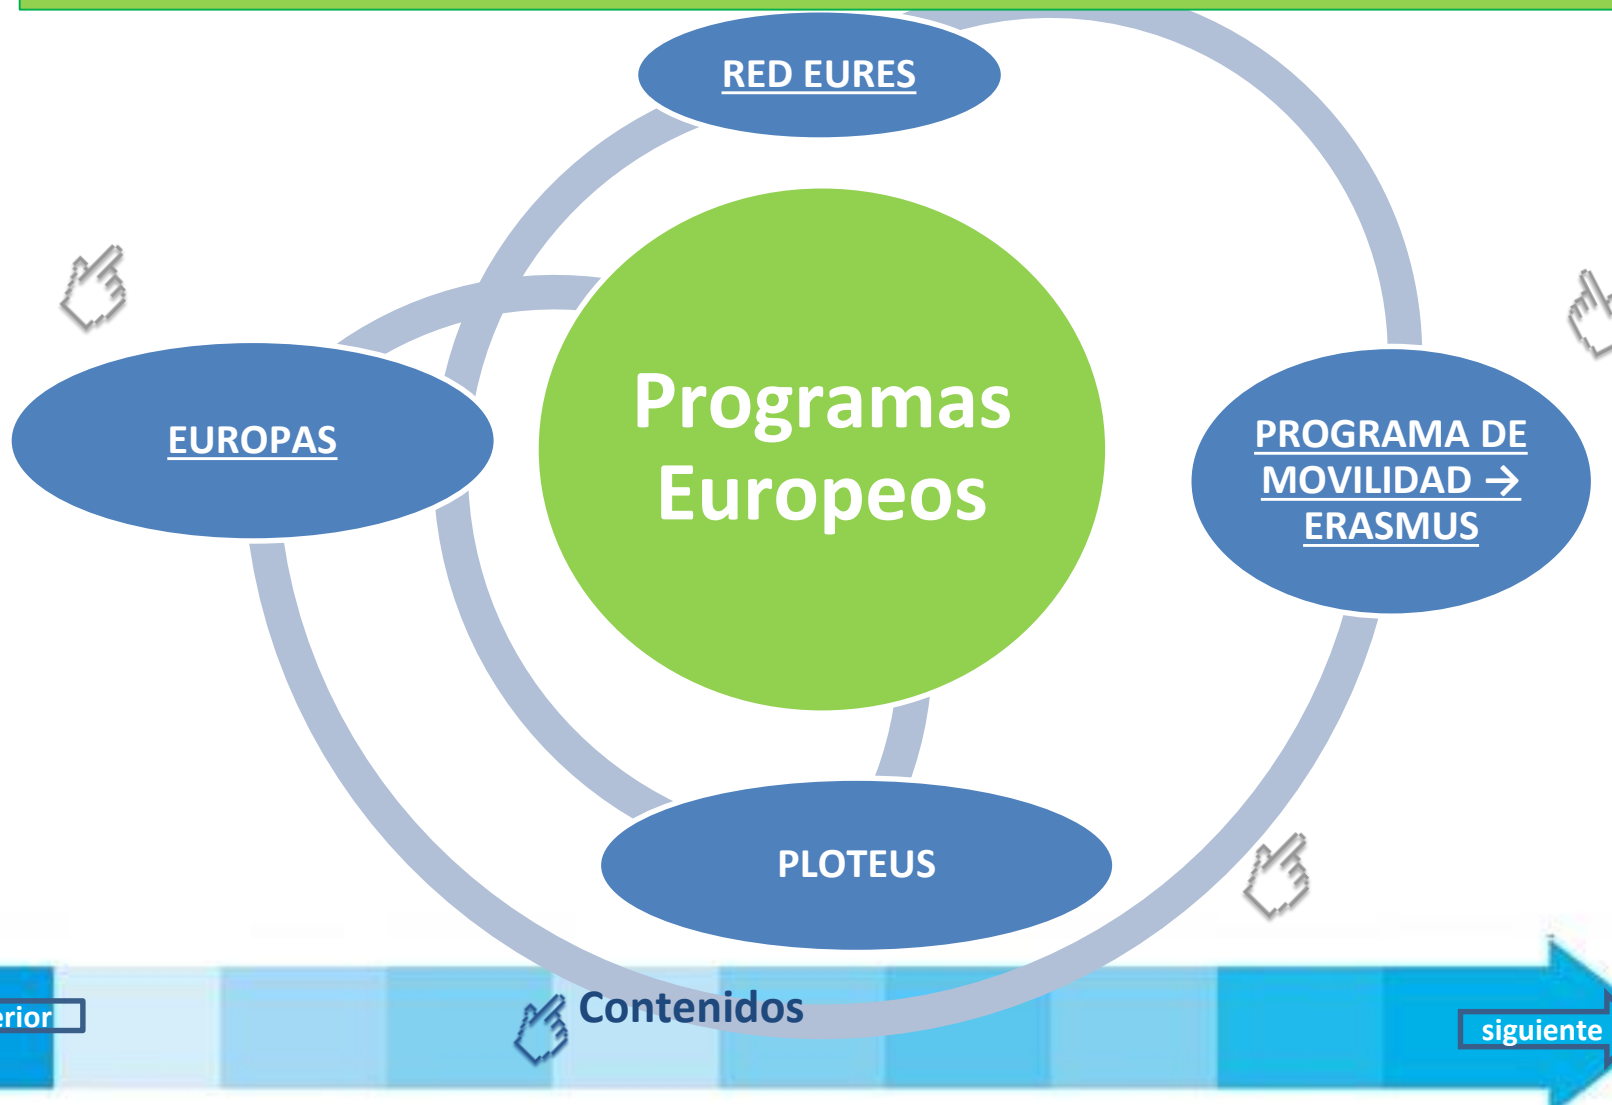 RED EURES
Programas
Europeos
EUROPAS
PROGRAMA DE
MOVILIDAD →
ERASMUS
PLOTEUS
Contenidos
erior
siguiente